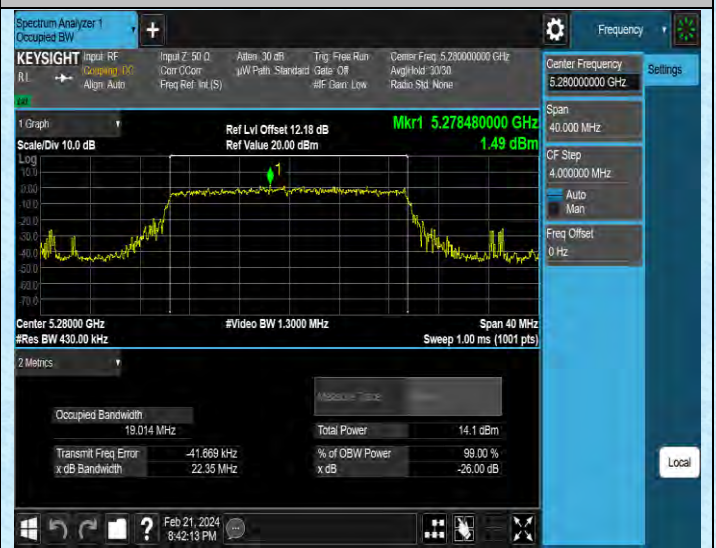 Spectrum Analyzer 1
Occupied BW
+
Frequency
KEYSIGHT
RL
Input: RF
Coupling: DC
Align: Auto
Input Z: 50 Ω
Corr CCorr
Freq Ref: Int (S)
Atten: 30 dB
µW Path: Standard
Trig: Free Run
Gate: Off
#IF Gain: Low
Center Freq: 5.280000000 GHz
Avg|Hold: 30/30
Radio Std: None
1 Graph
Scale/Div 10.0 dB
Ref Lvl Offset 12.18 dB
Ref Value 20.00 dBm
Mkr1 5.278480000 GHz
1.49 dBm
Log
10.0
0.00
-10.0
-20.0
-30.0
-40.0
-50.0
-60.0
-70.0
1
Center 5.28000 GHz
#Res BW 430.00 kHz
#Video BW 1.3000 MHz
Span 40 MHz
Sweep 1.00 ms (1001 pts)
2 Metrics
Measure Trace
Occupied Bandwidth
19.014 MHz
Total Power 14.1 dBm
Transmit Freq Error -41.669 kHz
% of OBW Power 99.00 %
x dB Bandwidth 22.35 MHz
x dB -26.00 dB
Center Frequency
5.280000000 GHz
Settings
Span
40.000 MHz
CF Step
4.000000 MHz
Auto
Man
Freq Offset
0 Hz
Local
?
Feb 21, 2024
8:42:13 PM